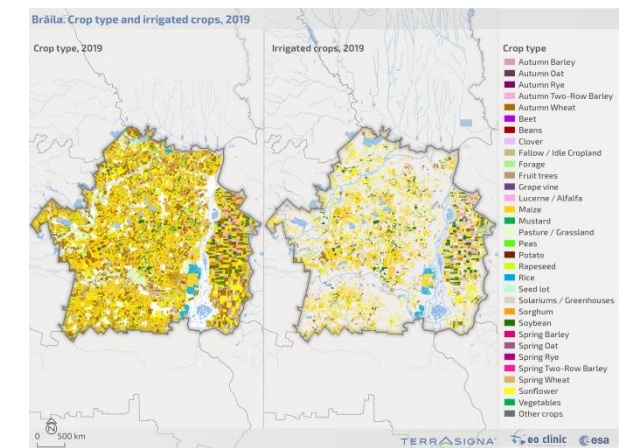 Brăila. Crop type and irrigated crops, 2019
Crop type, 2019
Irrigated crops, 2019
Crop type
Autumn Barley
Autumn Oat
Autumn Rye
Autumn Two-Row Barley
Autumn Wheat
Beet
Beans
Clover
Fallow / Idle Cropland
Forage
Fruit trees
Grape vine
Lucerne / Alfalfa
Maize
Mustard
Pasture / Grassland
Peas
Potato
Rapeseed
Rice
Seed lot
Solariums / Greenhouses
Sorghum
Soybean
Spring Barley
Spring Oat
Spring Rye
Spring Two-Row Barley
Spring Wheat
Sunflower
Vegetables
Other crops
0 500 km
TERRASIGNA
eo clinic
esa